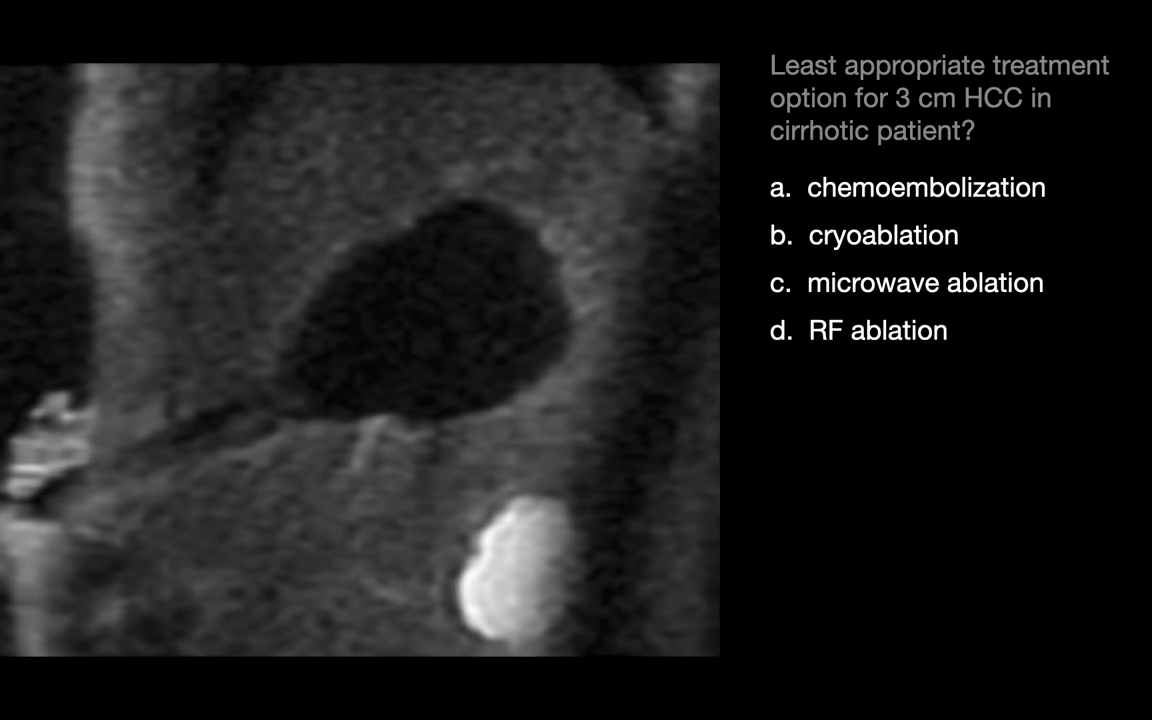 Least appropriate treatment
option for 3 cm HCC in
cirrhotic patient?
a. chemoembolization
b. cryoablation
c. microwave ablation
d. RF ablation